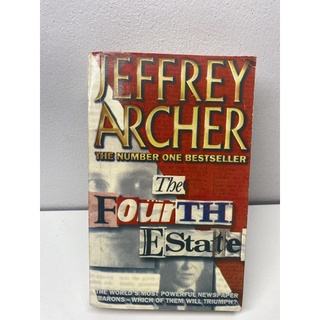 JEFFREY
ARCHER
THE NUMBER ONE BESTSELLER
The
FourTH
EState
THE WORLD'S MOST POWERFUL NEWSPAPER
BARONS – WHICH OF THEM WILL TRIUMPH?